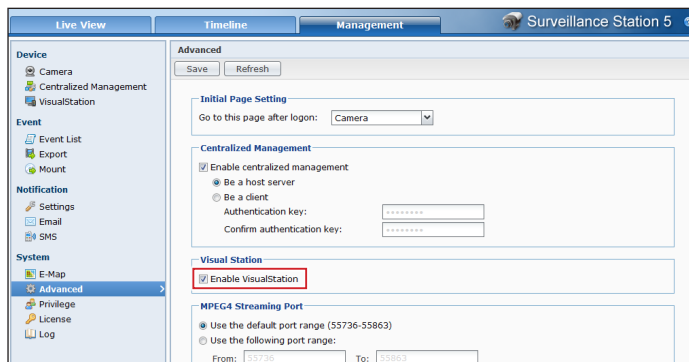 Live View
Timeline
Management
Surveillance Station 5
Device
Camera
Centralized Management
VisualStation
Event
Event List
Export
Mount
Notification
Settings
Email
SMS
System
E-Map
Advanced
Privilege
License
Log
Advanced
Save Refresh
Initial Page Setting
Go to this page after logon: Camera
Centralized Management
Enable centralized management
Be a host server
Be a client
Authentication key: ********
Confirm authentication key: ********
Visual Station
Enable VisualStation
MPEG4 Streaming Port
Use the default port range (55736-55863)
Use the following port range:
From: 55736 To: 55863